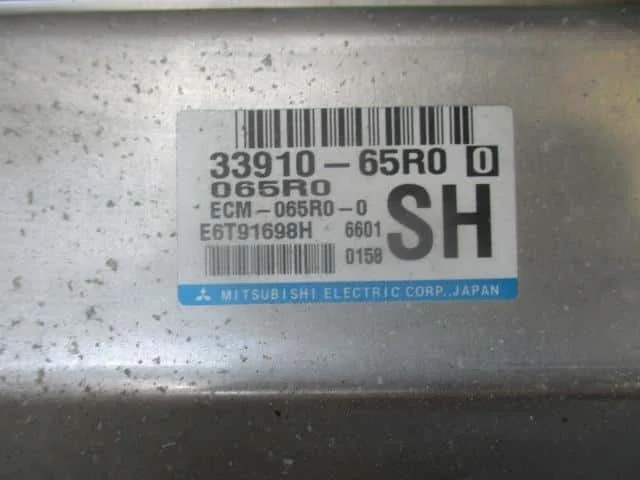 33910-65R0 0
065R0
ECM-065R0-0
SH
E6T91698H 6601
0158
MITSUBISHI ELECTRIC CORP., JAPAN